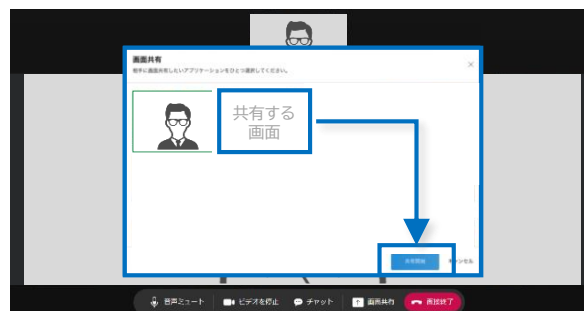 画面共有
相手に画面共有したいアプリケーションをひとつ選択してください。
共有する
画面
共有開始
キャンセル
音声ミュート
ビデオを停止
チャット
画面共有
面接終了